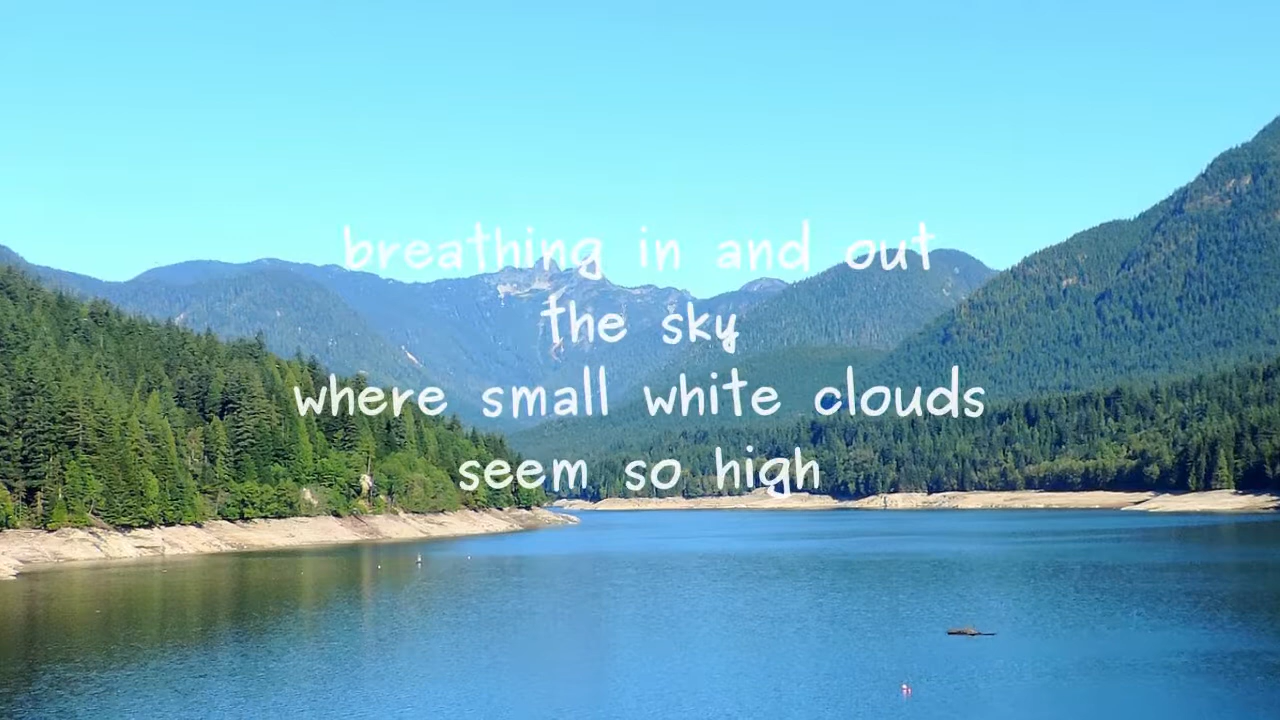 breathing in and out
the sky
where small white clouds
seem so high